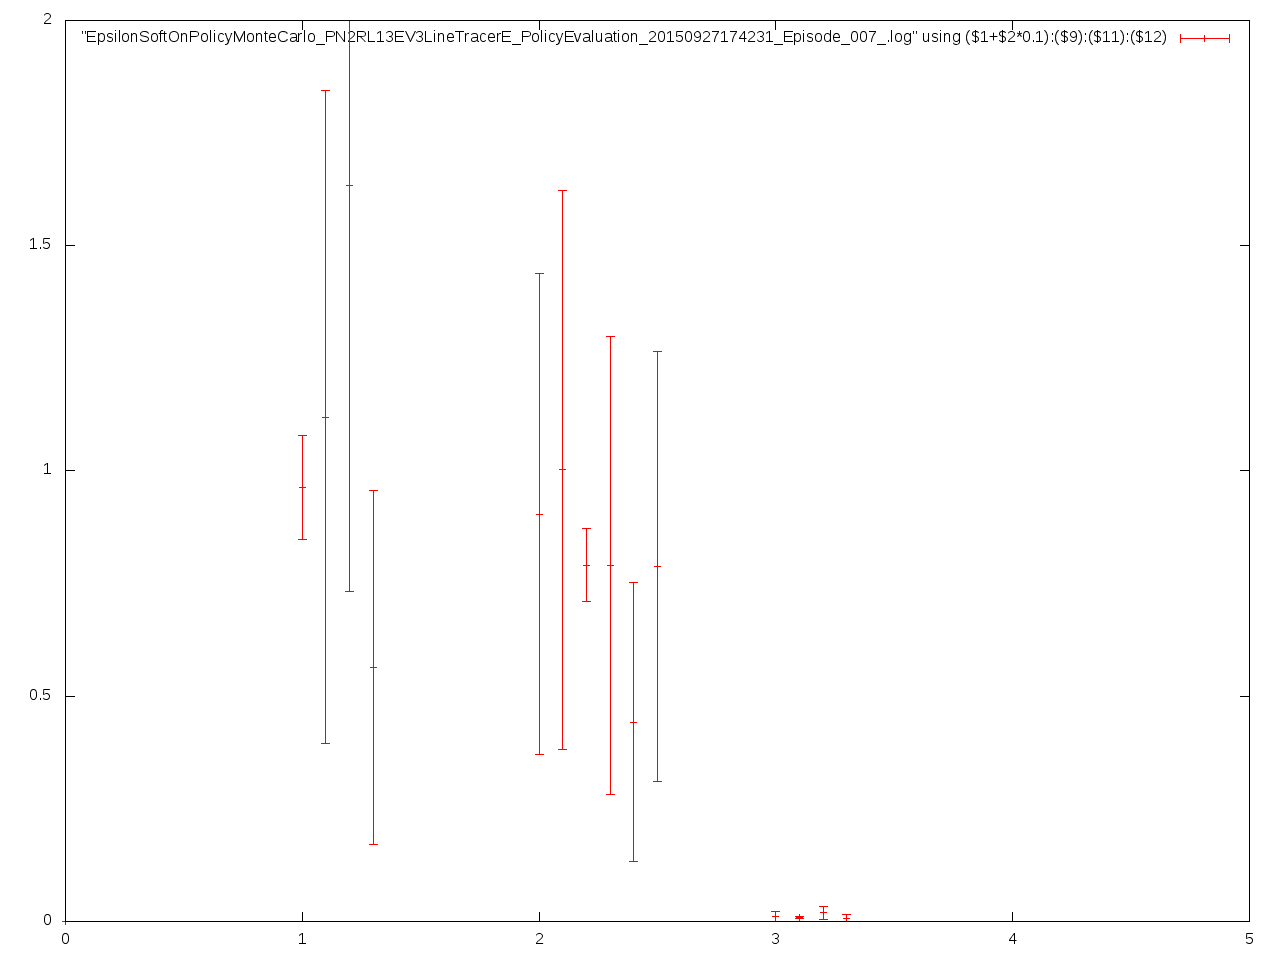 2
"EpsilonSoftOnPolicyMonteCarlo_PN2RL13EV3LineTracerE_PolicyEvaluation_20150927174231_Episode_007_.log" using ($1+$2*0.1):($9):($11):($12)
1.5
1
0.5
0
0 1 2 3 4 5